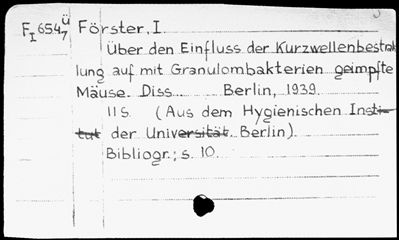 F I 6547 ü Förster, I.
Über den Einfluss der Kurzwellenbestrah
lung auf mit Granulombakterien geimpfte
Mäuse. Diss. Berlin, 1939.
11 S. (Aus dem Hygienischen Insti-
tut der Universität Berlin).
Bibliogr.: s. 10.